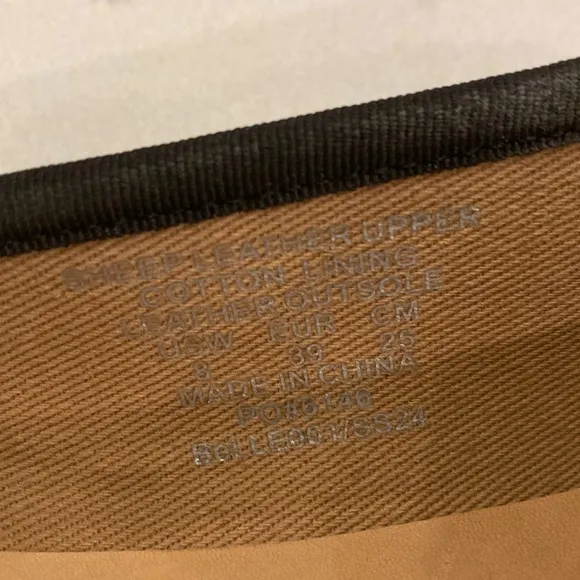 SHEEP LEATHER UPPER
COTTON LINING
LEATHER OUTSOLE
USW EUR CM
8 39 25
MADE IN CHINA
PO#6146